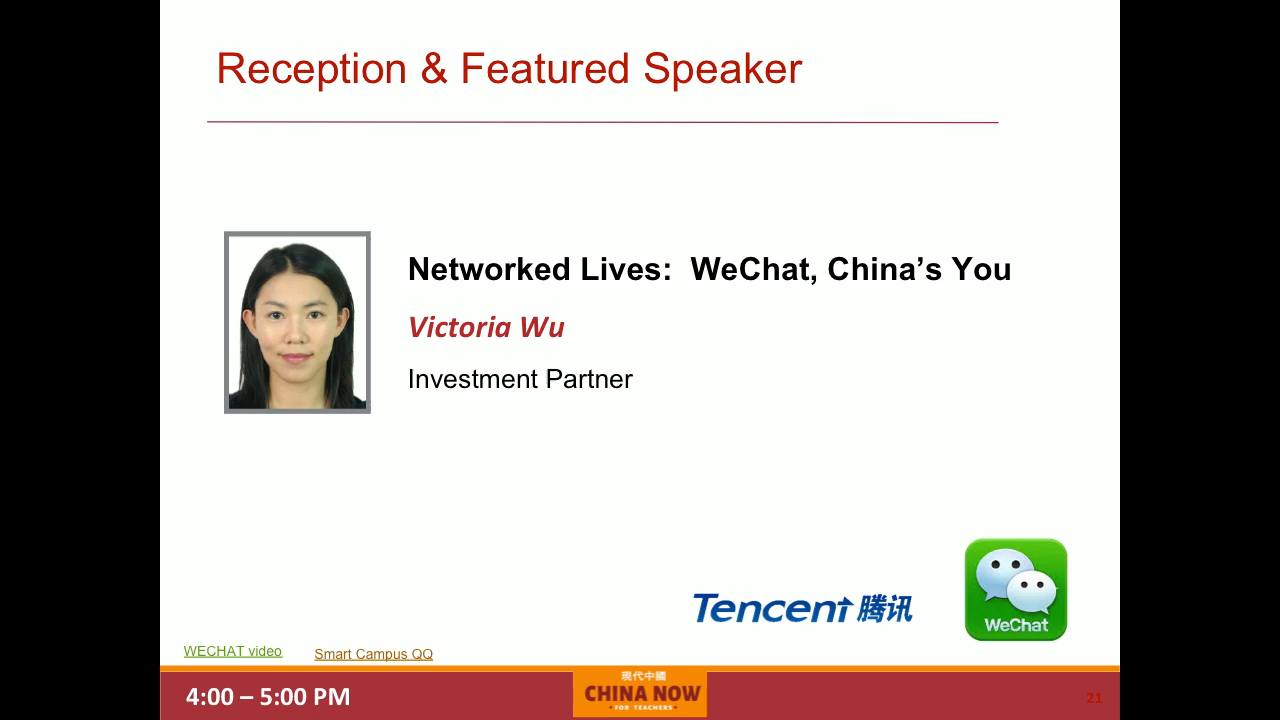 Reception & Featured Speaker
Networked Lives:  WeChat, China’s You
Victoria Wu
Investment Partner
Tencent 腾讯
WeChat
WECHAT video
Smart Campus QQ
4:00 – 5:00 PM
現代中國
CHINA NOW
FOR TEACHERS
21